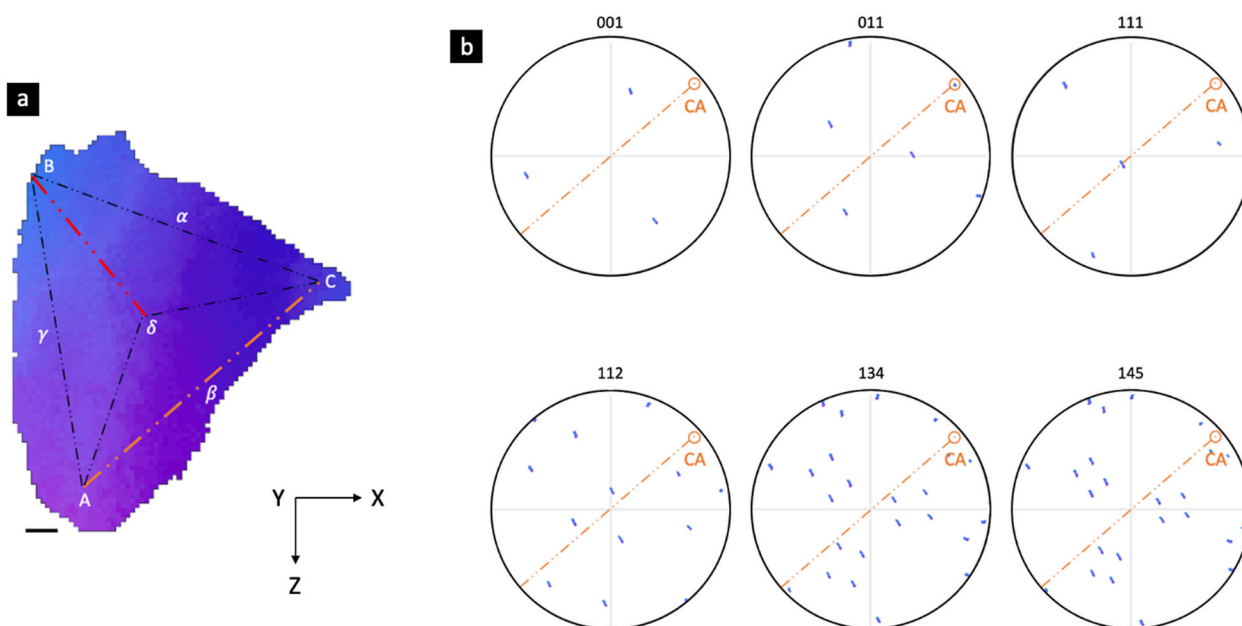 a
B
α
C
γ
δ
β
A
Y X
Z
b
001 011 111
CA CA CA
112 134 145
CA CA CA